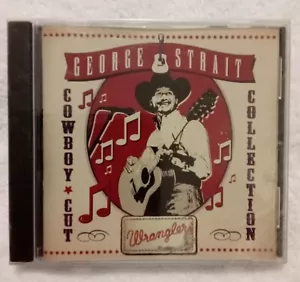 GEORGE STRAIT
COWBOY ★ CUT
COLLECTION
Wrangler